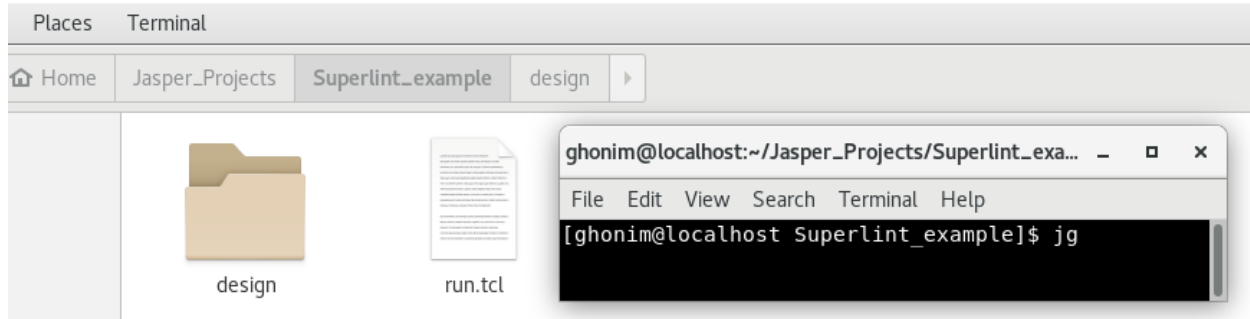 Places Terminal
Home Jasper_Projects Superlint_example design
ghonim@localhost:~/Jasper_Projects/Superlint_exa...
File Edit View Search Terminal Help
[ghonim@localhost Superlint_example]$ jg
design run.tcl